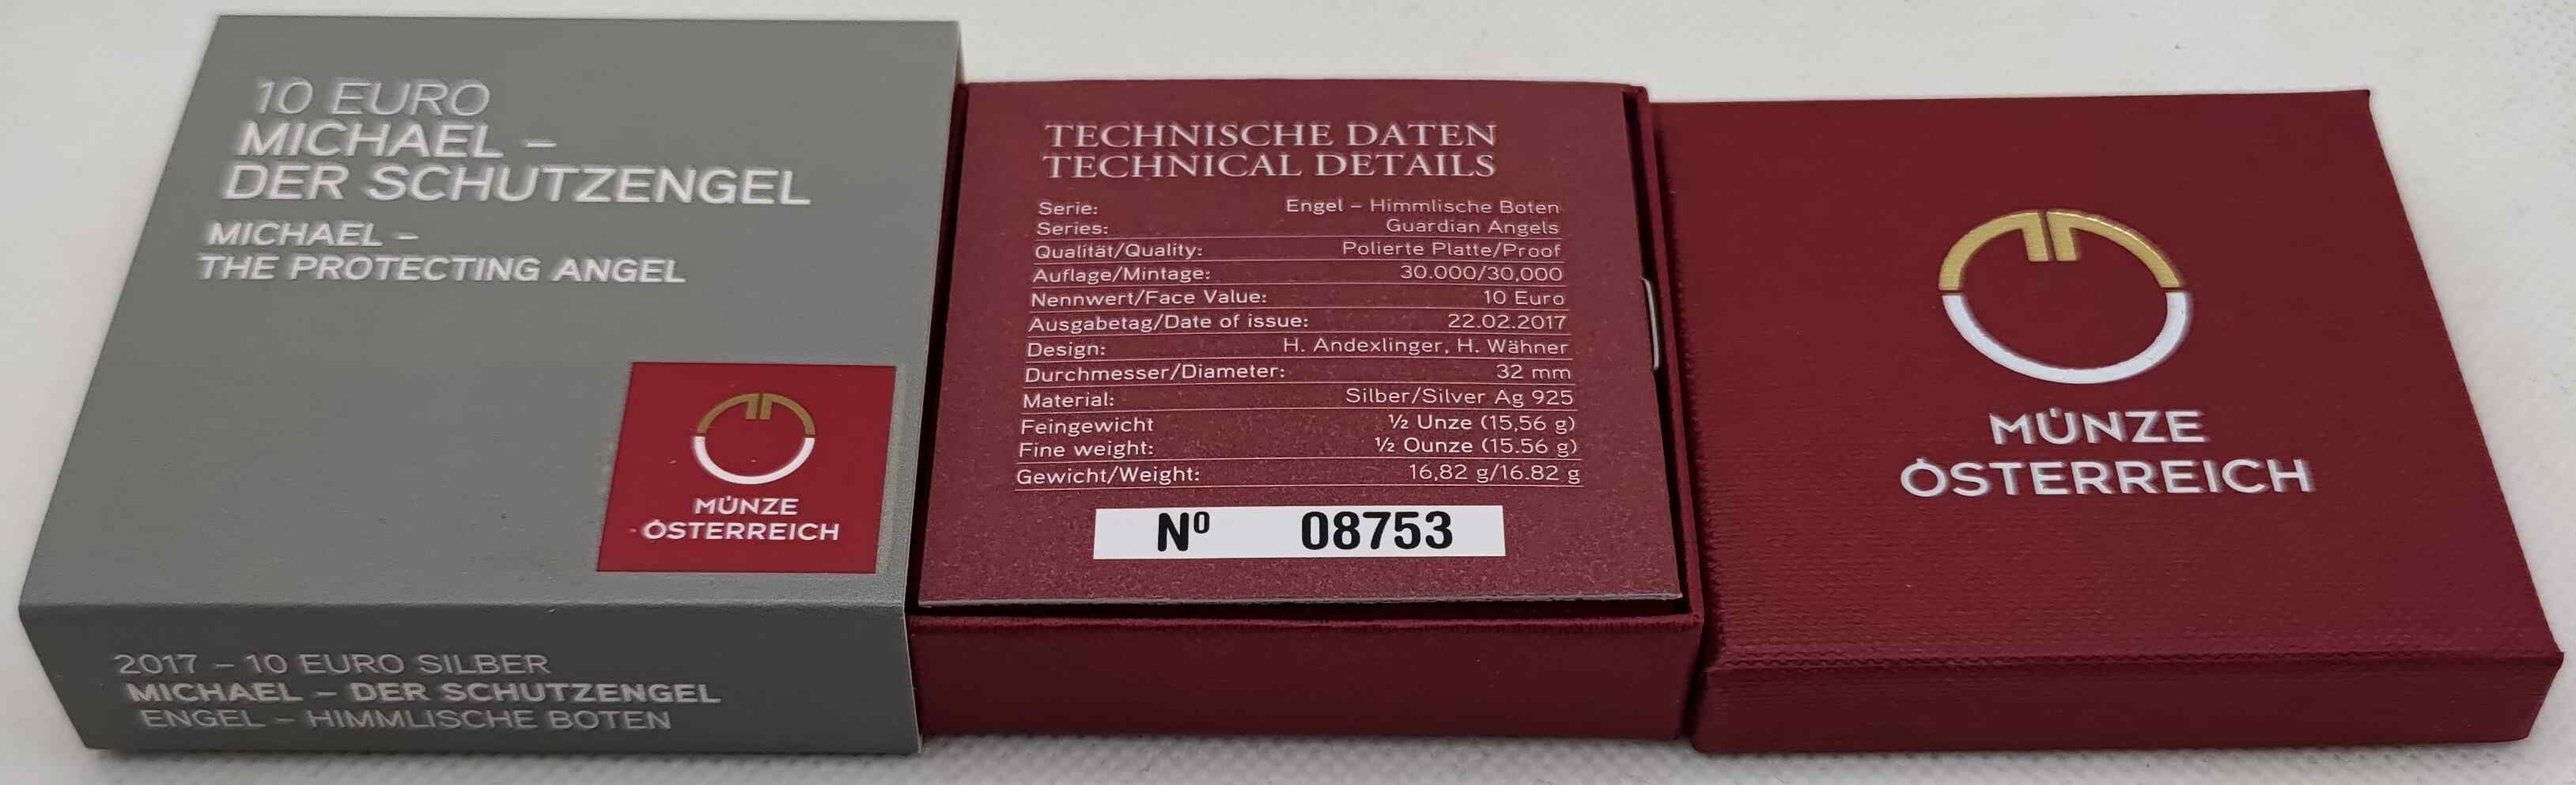 10 EURO
MICHAEL –
DER SCHUTZENGEL
MICHAEL –
THE PROTECTING ANGEL
MÜNZE
ÖSTERREICH
2017 – 10 EURO SILBER
MICHAEL – DER SCHUTZENGEL
ENGEL – HIMMLISCHE BOTEN
TECHNISCHE DATEN
TECHNICAL DETAILS
Serie: Engel – Himmlische Boten
Series: Guardian Angels
Qualität/Quality: Polierte Platte/Proof
Auflage/Mintage: 30.000/30,000
Nennwert/Face Value: 10 Euro
Ausgabetag/Date of issue: 22.02.2017
Design: H. Andexlinger, H. Wähner
Durchmesser/Diameter: 32 mm
Material: Silber/Silver Ag 925
Feingewicht ½ Unze (15,56 g)
Fine weight: ½ Ounze (15.56 g)
Gewicht/Weight: 16,82 g/16.82 g
Nº 08753
MÜNZE
ÖSTERREICH